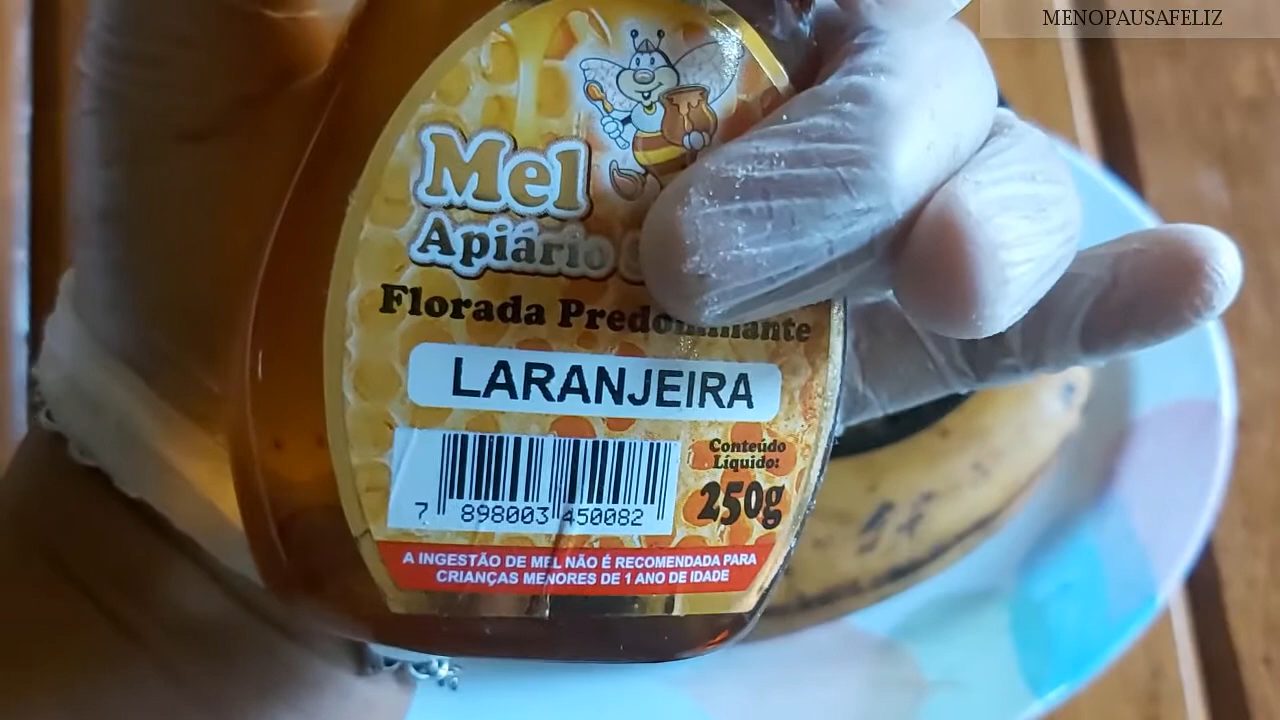 MENOPAUSAFELIZ
Mel
Apiário
Florada Predominante
LARANJEIRA
Conteúdo
Líquido:
250g
7 898003 450082
A INGESTÃO DE MEL NÃO É RECOMENDADA PARA
CRIANÇAS MENORES DE 1 ANO DE IDADE